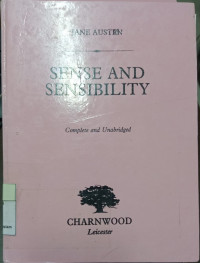 JANE AUSTEN
SENSE AND
SENSIBILITY
Complete and Unabridged
CHARNWOOD
Leicester